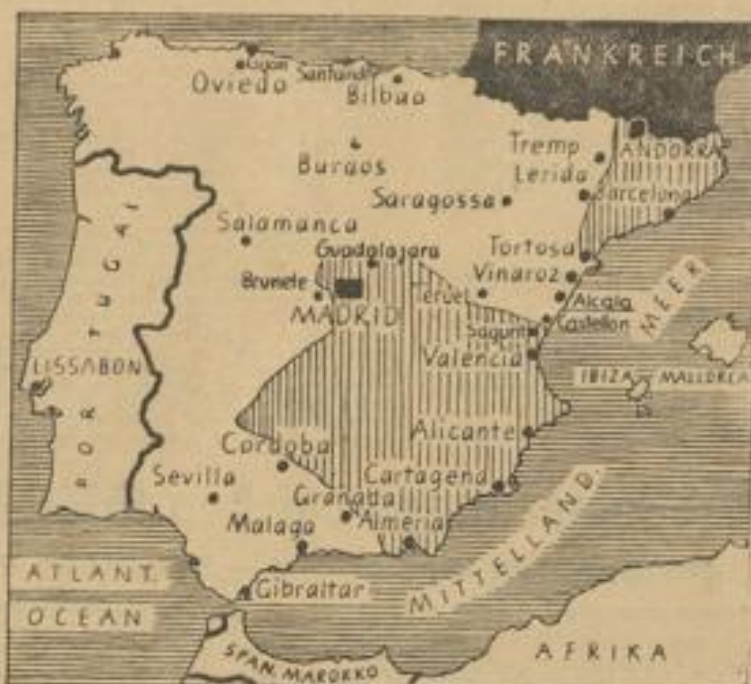 FRANKREICH
Gijon
Oviedo
Santand
Bilbao
Burgos
Tremp
ANDORRA
Lerida
Barcelona
Saragossa
Salamanca
Tortosa
Guadalajara
Vinaroz
Brunete
Teruel
Alcala
MADRID
Castellon
Sagunt
Valencia
PORTUGAL
LISSABON
IBIZA
MALLORCA
Alicante
Cordoba
Sevilla
Cartagena
Granada
Malaga
Almeria
MITTELLAND.
MEER
ATLANT.
OCEAN
Gibraltar
SPAN. MAROKKO
AFRIKA